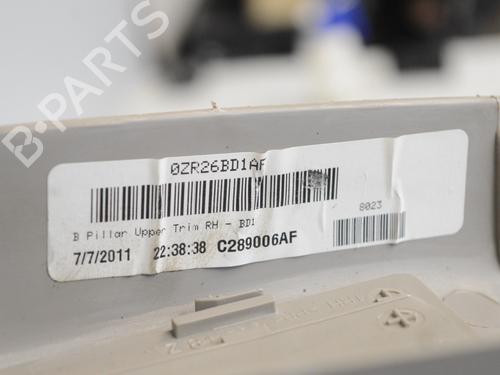 B-PARTS
0ZR26BD1AF
8023
B Pillar Upper Trim RH - BD1
7/7/2011 22:38:38 C289006AF